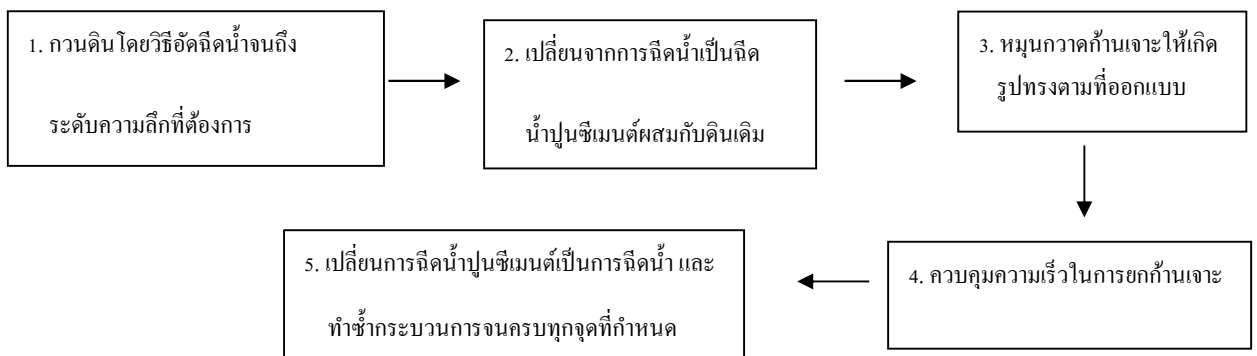 1. กวนดินโดยวิธีอัดฉีดน้ำจนถึง
ระดับความลึกที่ต้องการ
2. เปลี่ยนจากการฉีดน้ำเป็นฉีด
น้ำปูนซีเมนต์ผสมกับดินเดิม
3. หมุนกวาดก้านเจาะให้เกิด
รูปทรงตามที่ออกแบบ
4. ควบคุมความเร็วในการยกก้านเจาะ
5. เปลี่ยนการฉีดน้ำปูนซีเมนต์เป็นการฉีดน้ำ และ
ทำซ้ำกระบวนการจนครบทุกจุดที่กำหนด